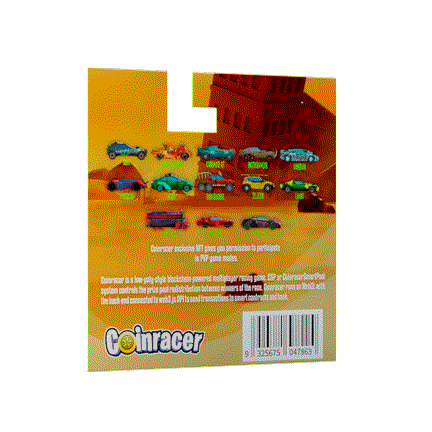 Coinracer exclusive NFT gives you permission to participate
in PVP game modes.
Coinracer is a low-poly-style blockchain-powered multiplayer racing game. CSP or CoinracerSmartPool
system controls the price pool redistribution between winners of the race. Coinracer runs on Web3, with
the back-end connected to web3.js API to send transactions to smart contracts and back.
Coinracer
9 325675 047863